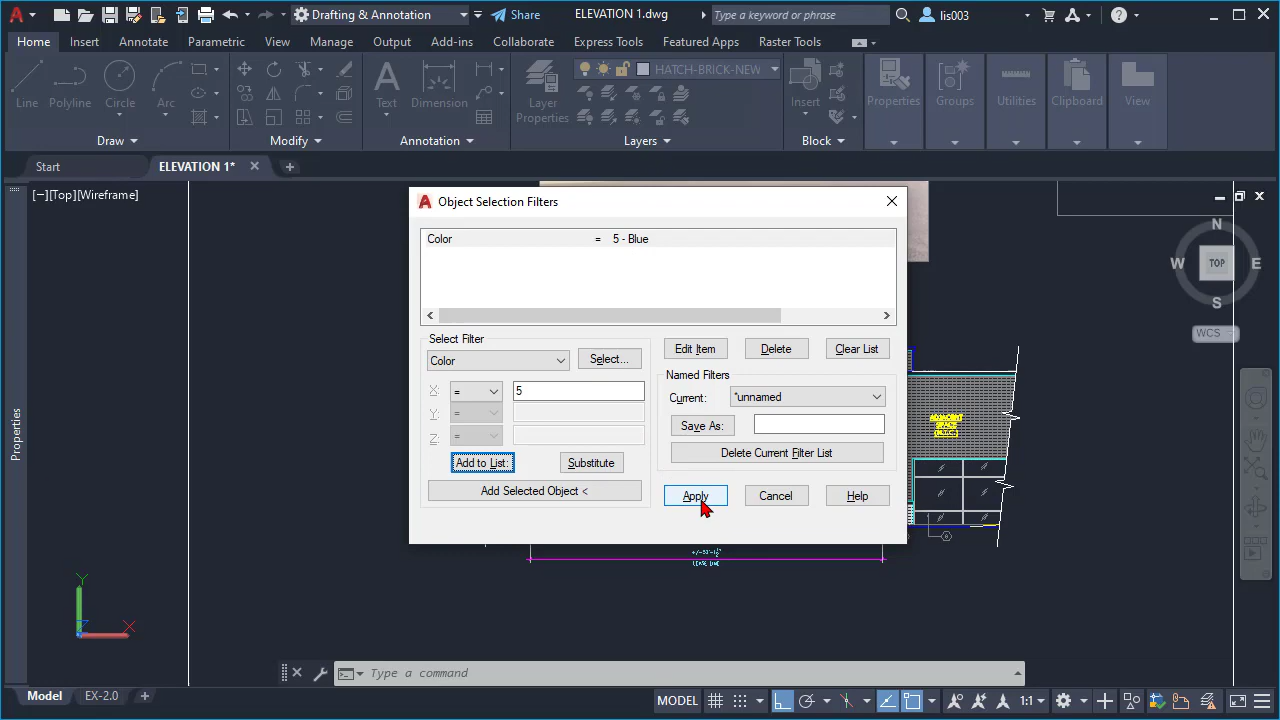 Drafting & Annotation
Share
ELEVATION 1.dwg
Type a keyword or phrase
lis003
Home
Insert
Annotate
Parametric
View
Manage
Output
Add-ins
Collaborate
Express Tools
Featured Apps
Raster Tools
HATCH-BRICK-NEW
Line
Polyline
Circle
Arc
Text
Dimension
Layer
Properties
Insert
Properties
Groups
Utilities
Clipboard
View
Draw
Modify
Annotation
Layers
Block
Start
ELEVATION 1*
[−][Top][Wireframe]
Object Selection Filters
Color = 5 - Blue
Select Filter
Color
Select...
X: = 5
Y: =
Z: =
Add to List:
Substitute
Add Selected Object <
Edit Item
Delete
Clear List
Named Filters
Current: *unnamed
Save As:
Delete Current Filter List
Apply
Cancel
Help
N
W
TOP
E
S
WCS
PROPERTIES
Y
X
Type a command
Model
EX-2.0
MODEL
1:1